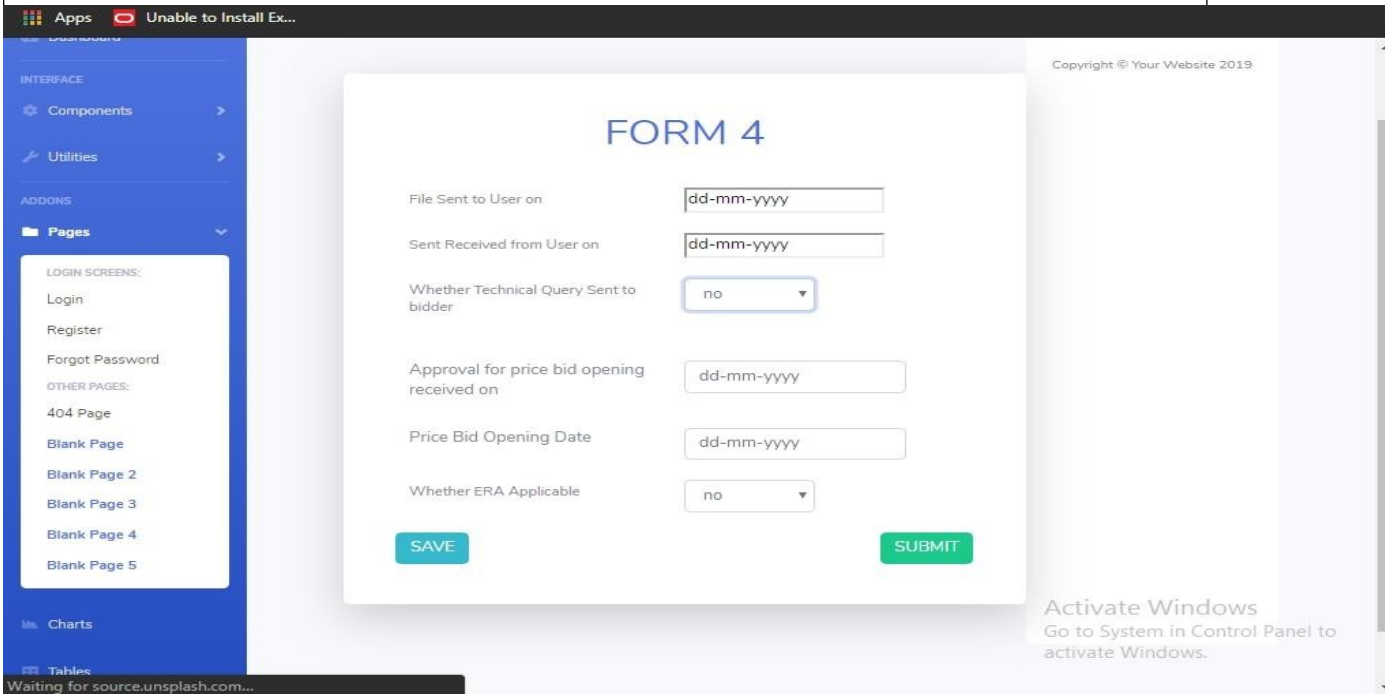 Apps Unable to Install Ex...
Dashboard
INTERFACE
Components
Utilities
ADDONS
Pages
LOGIN SCREENS:
Login
Register
Forgot Password
OTHER PAGES:
404 Page
Blank Page
Blank Page 2
Blank Page 3
Blank Page 4
Blank Page 5
Charts
Tables
Waiting for source.unsplash.com...
FORM 4
File Sent to User on dd-mm-yyyy
Sent Received from User on dd-mm-yyyy
Whether Technical Query Sent to
bidder
no
Approval for price bid opening
received on
dd-mm-yyyy
Price Bid Opening Date dd-mm-yyyy
Whether ERA Applicable no
SAVE SUBMIT
Copyright © Your Website 2019
Activate Windows
Go to System in Control Panel to
activate Windows.